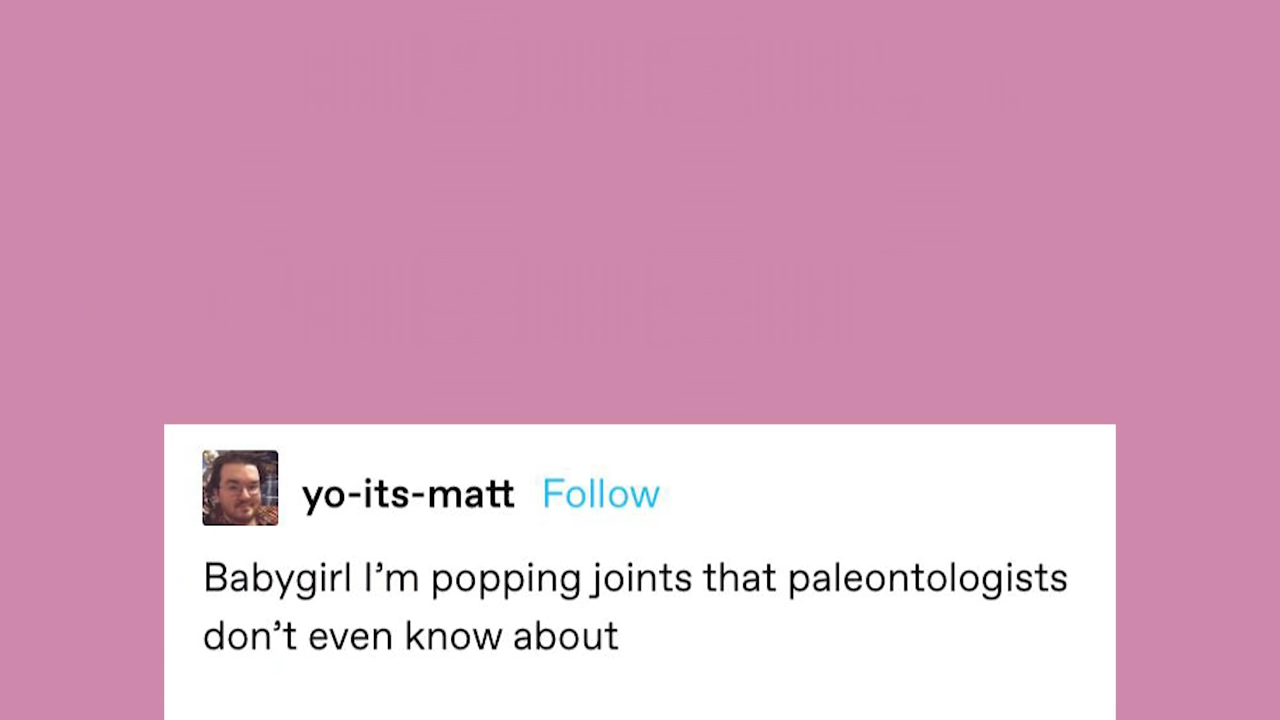 yo-its-matt Follow
Babygirl I’m popping joints that paleontologists
don’t even know about